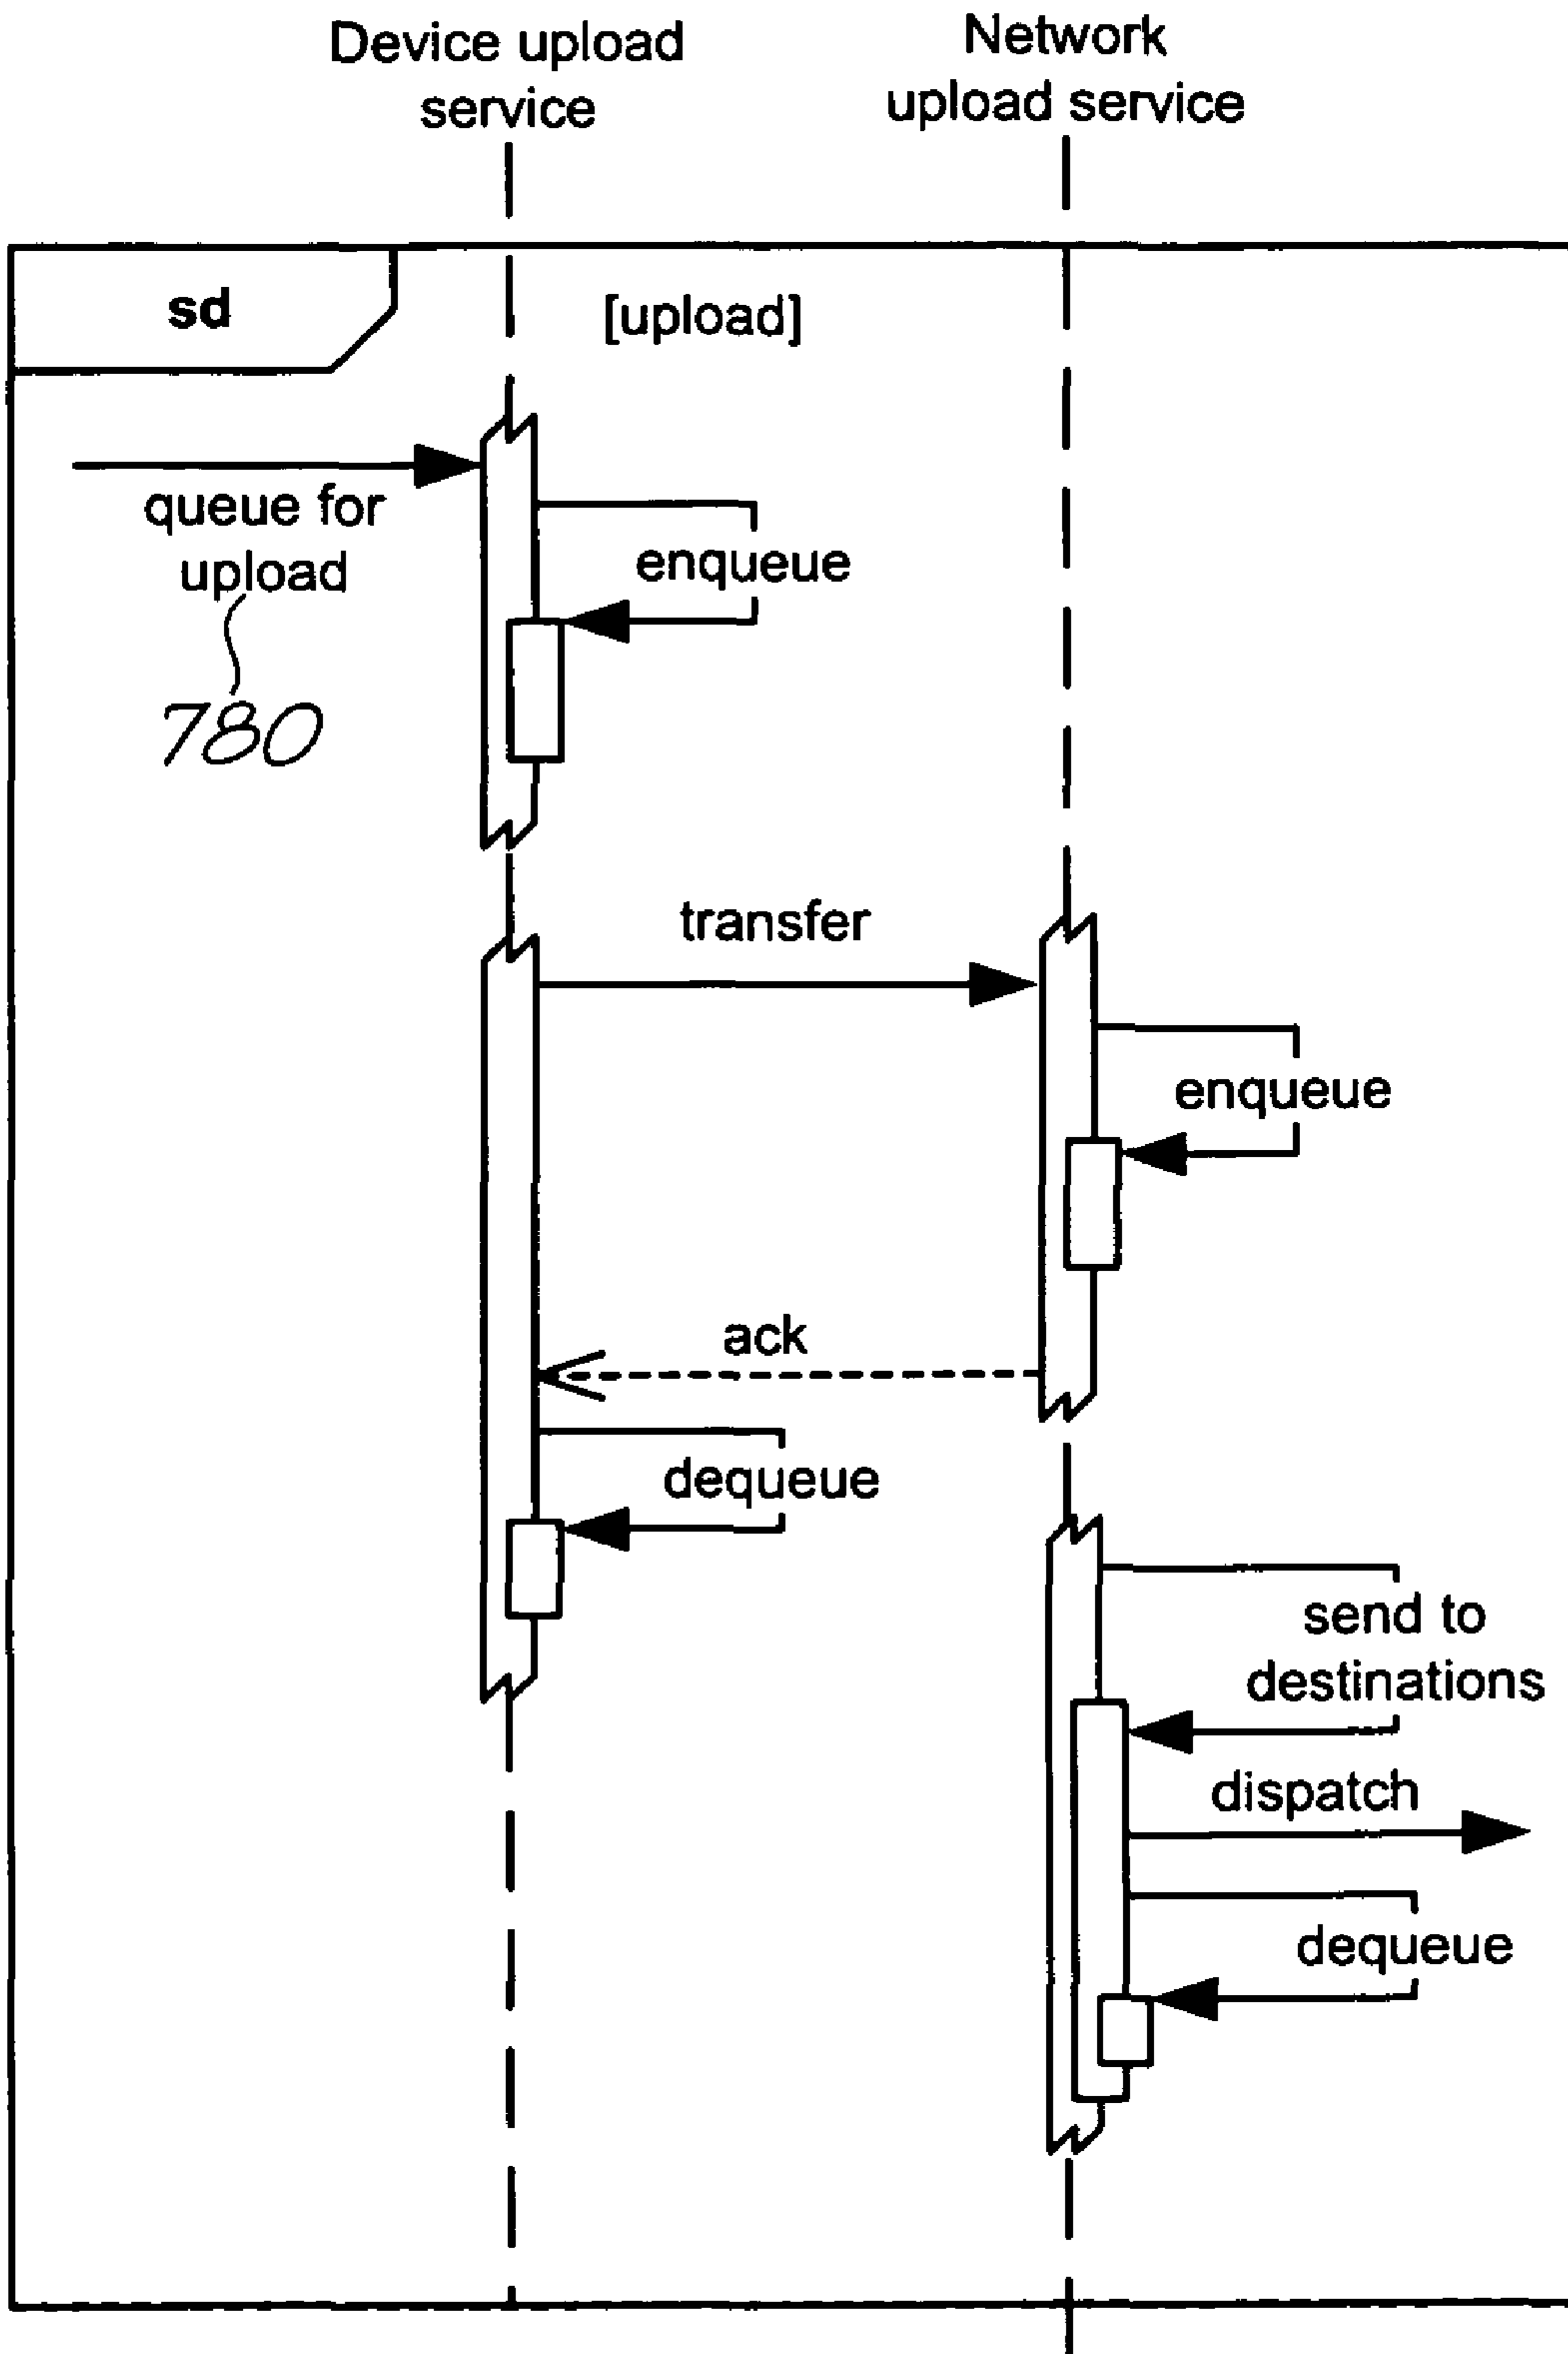 Device upload
service
Network
upload service
sd
[upload]
queue for
upload
780
enqueue
transfer
enqueue
ack
dequeue
send to
destinations
dispatch
dequeue